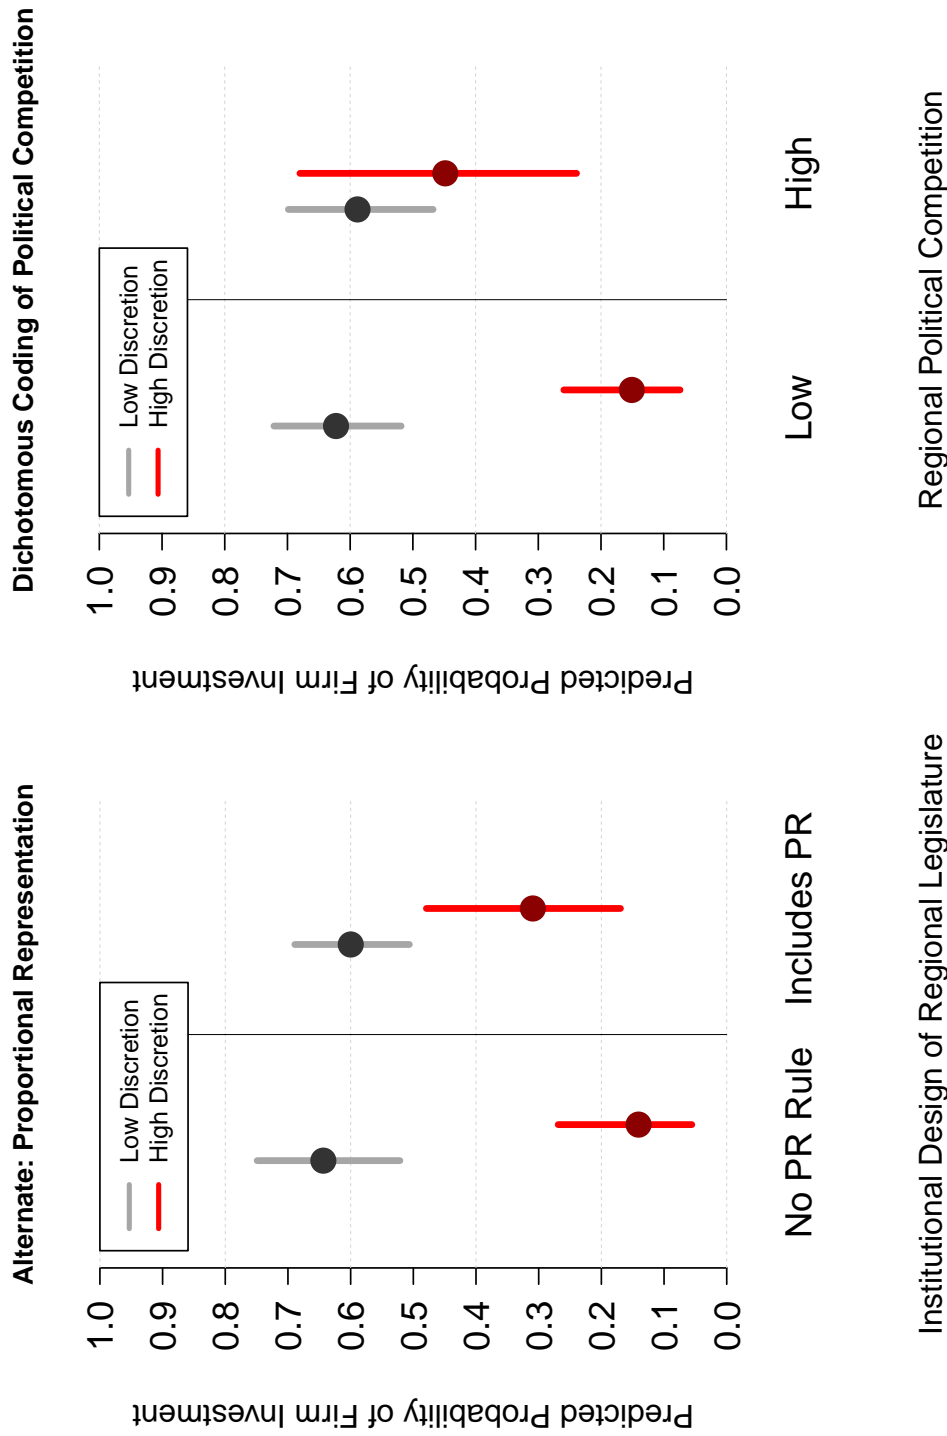 Alternate: Proportional Representation
Predicted Probability of Firm Investment
1.0
0.9
0.8
0.7
0.6
0.5
0.4
0.3
0.2
0.1
0.0
Low Discretion
High Discretion
No PR Rule
Includes PR
Institutional Design of Regional Legislature
Dichotomous Coding of Political Competition
Predicted Probability of Firm Investment
1.0
0.9
0.8
0.7
0.6
0.5
0.4
0.3
0.2
0.1
0.0
Low Discretion
High Discretion
Low
High
Regional Political Competition